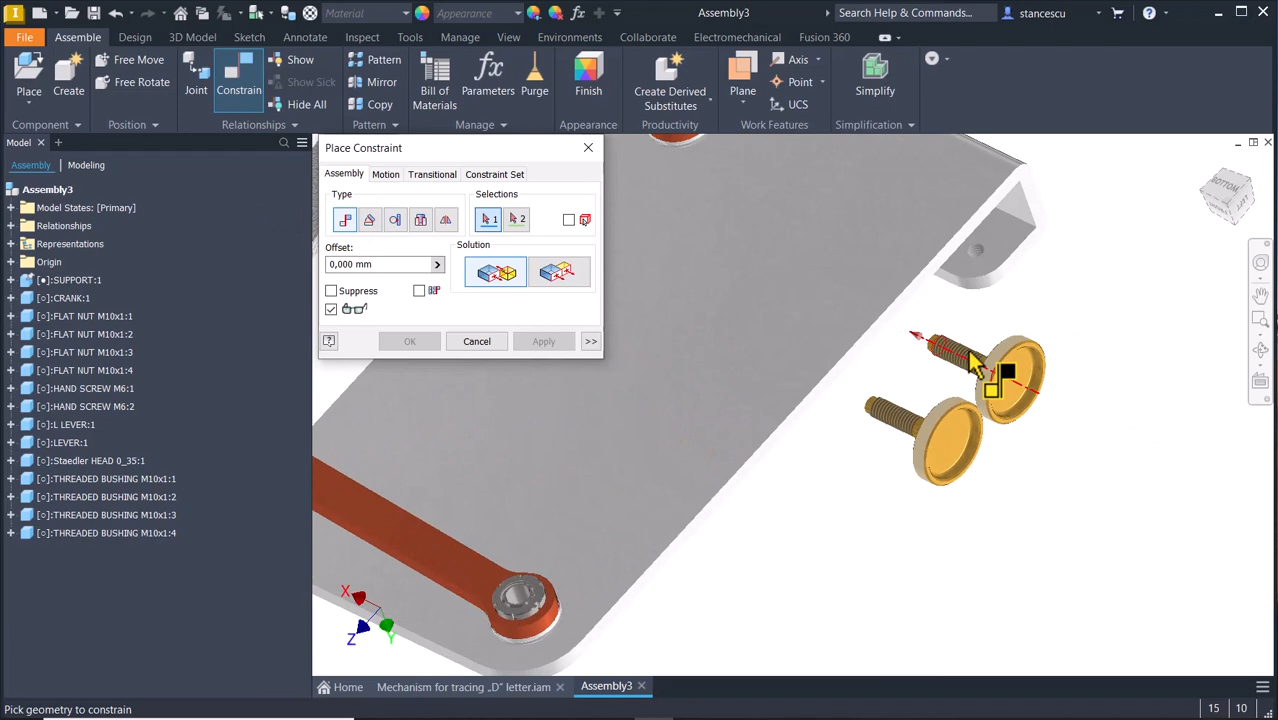 Material
Appearance
Assembly3
Search Help & Commands...
stancescu
File
Assemble
Design
3D Model
Sketch
Annotate
Inspect
Tools
Manage
View
Environments
Collaborate
Electromechanical
Fusion 360
Place
Create
Free Move
Free Rotate
Joint
Constrain
Show
Show Sick
Hide All
Pattern
Mirror
Copy
Bill of
Materials
Parameters
Purge
Finish
Create Derived
Substitutes
Plane
Axis
Point
UCS
Simplify
Component
Position
Relationships
Pattern
Manage
Appearance
Productivity
Work Features
Simplification
Model
Assembly
Modeling
Assembly3
Model States: [Primary]
Relationships
Representations
Origin
[●]:SUPPORT:1
[○]:CRANK:1
[○]:FLAT NUT M10x1:1
[○]:FLAT NUT M10x1:2
[○]:FLAT NUT M10x1:3
[○]:FLAT NUT M10x1:4
[○]:HAND SCREW M6:1
[○]:HAND SCREW M6:2
[○]:L LEVER:1
[○]:LEVER:1
[○]:Staedler HEAD 0_35:1
[○]:THREADED BUSHING M10x1:1
[○]:THREADED BUSHING M10x1:2
[○]:THREADED BUSHING M10x1:3
[○]:THREADED BUSHING M10x1:4
Place Constraint
Assembly
Motion
Transitional
Constraint Set
Type
Selections
1
2
Offset:
0,000 mm
Solution
Suppress
OK
Cancel
Apply
>>
BOTTOM
X
Z
Y
Home
Mechanism for tracing „D" letter.iam
Assembly3
Pick geometry to constrain
15
10